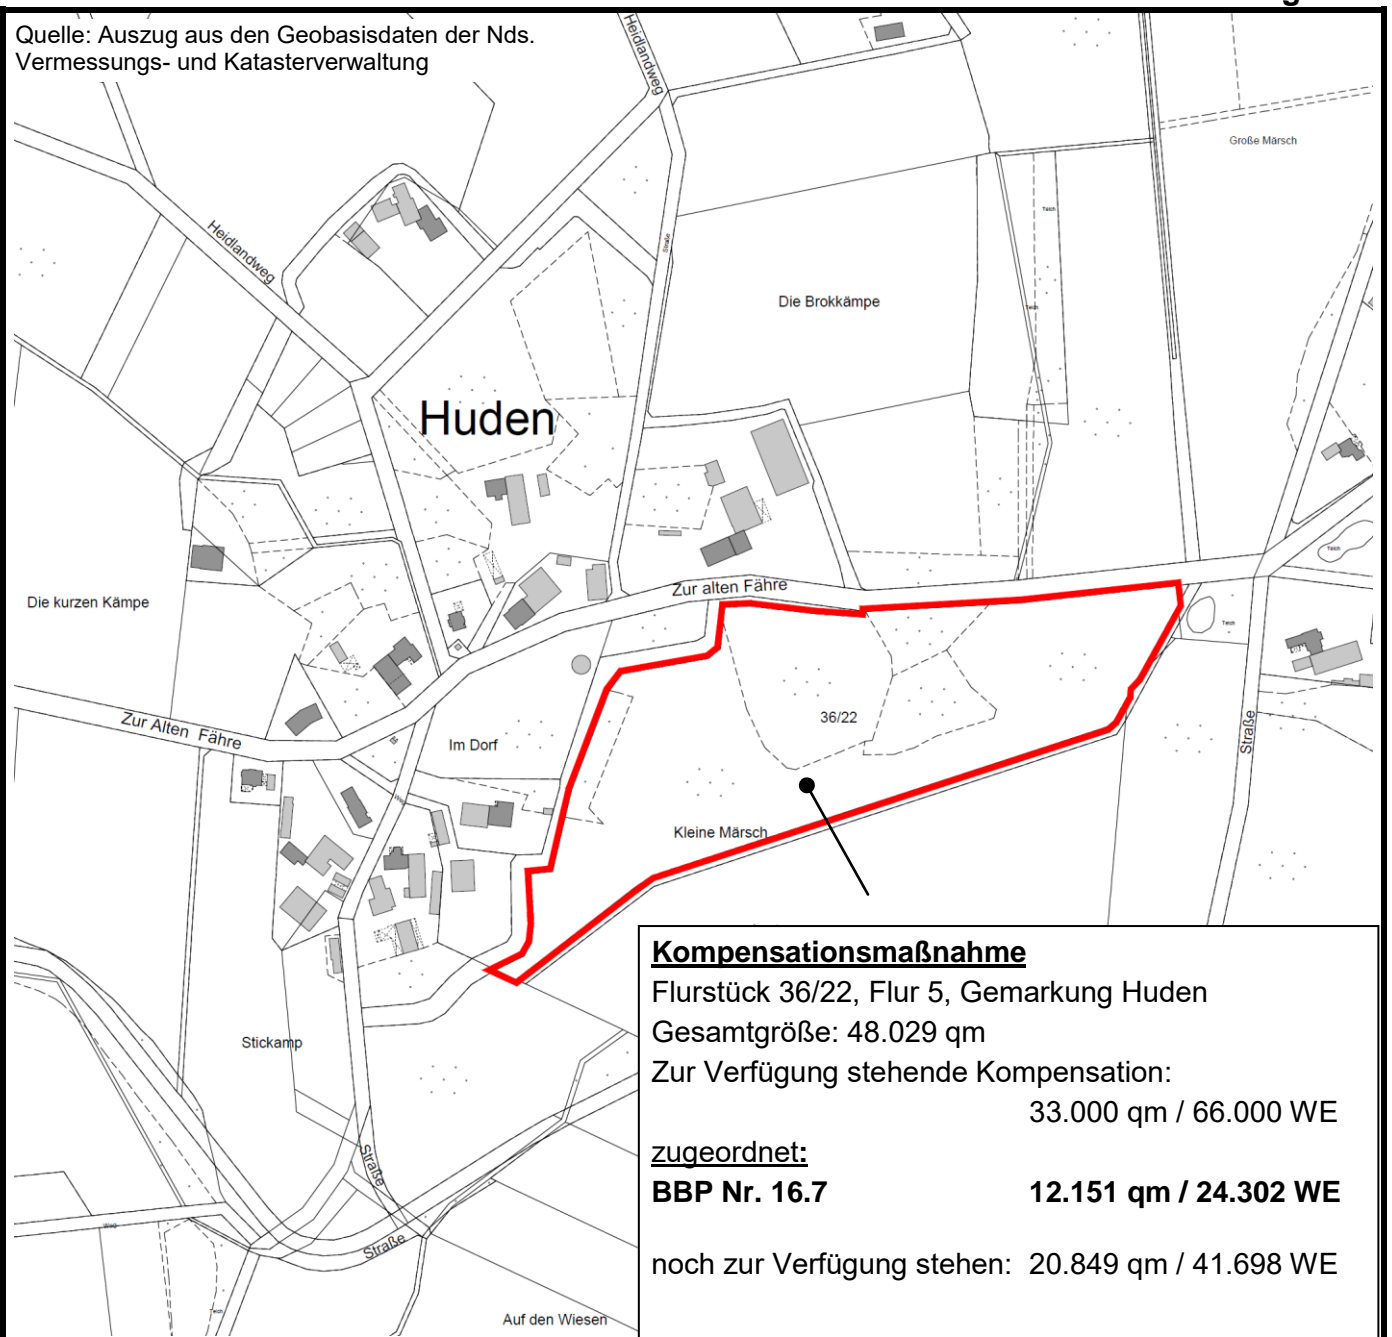 Quelle: Auszug aus den Geobasisdaten der Nds.
Vermessungs- und Katasterverwaltung
Heidlandweg
Große Märsch
Teich
Heidlandweg
Straße
Die Brokkämpe
Teich
Huden
Teich
Zur alten Fähre
Die kurzen Kämpe
Teich
36/22
Zur Alten Fähre
Im Dorf
Straße
Weg
Kleine Märsch
Kompensationsmaßnahme
Flurstück 36/22, Flur 5, Gemarkung Huden
Gesamtgröße: 48.029 qm
Zur Verfügung stehende Kompensation:
33.000 qm / 66.000 WE
zugeordnet:
BBP Nr. 16.7 12.151 qm / 24.302 WE
noch zur Verfügung stehen: 20.849 qm / 41.698 WE
Stickamp
Straße
Weg
Straße
Teich
Auf den Wiesen